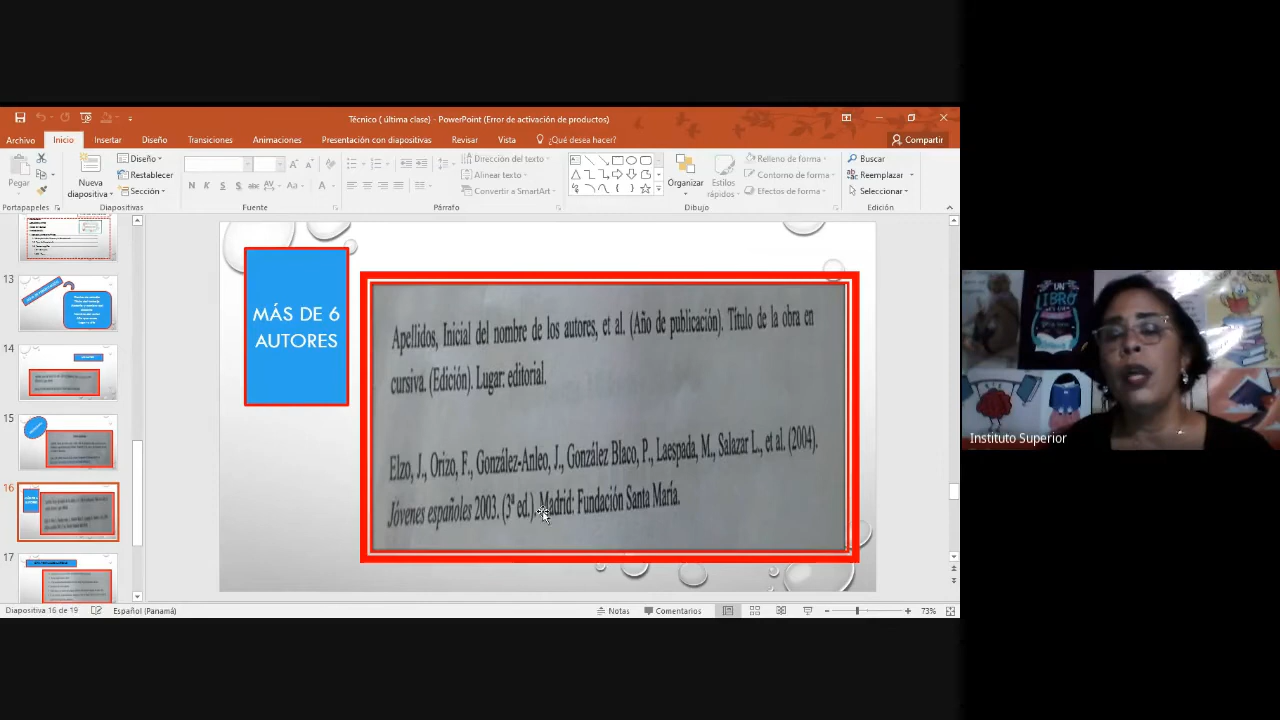 Técnico ( última clase) - PowerPoint (Error de activación de productos)
Archivo Inicio Insertar Diseño Transiciones Animaciones Presentación con diapositivas Revisar Vista ¿Qué desea hacer? Compartir
Pegar
Nueva diapositiva
Diseño
Restablecer
Sección
N K S S abc AV Aa A
Dirección del texto
Alinear texto
Convertir a SmartArt
Organizar
Estilos rápidos
Relleno de forma
Contorno de forma
Efectos de forma
Buscar
Reemplazar
Seleccionar
Portapapeles Diapositivas Fuente Párrafo Dibujo Edición
13
14
15
16
17
MÁS DE 6
AUTORES
Apellidos, Inicial del nombre de los autores, et al. (Año de publicación). Título de la obra en
cursiva. (Edición). Lugar: editorial.
Elzo, J., Orizo, F., González-Anleo, J., González Blaco, P., Laespada, M., Salazar L., et al. (2004).
Jóvenes españoles 2003. (3ª ed.). Madrid: Fundación Santa María.
UN
LIBRO
Instituto Superior
Diapositiva 16 de 19 Español (Panamá) Notas Comentarios 73%